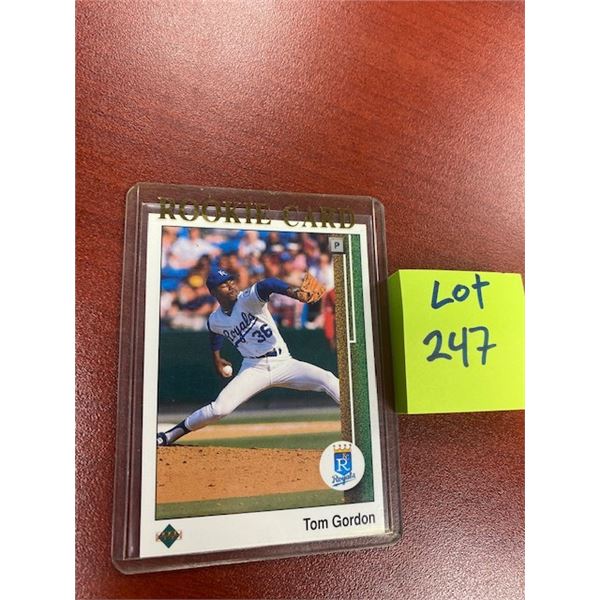 ROOKIE CARD
P
Royals
36
R
Royals
Tom Gordon
Lot
247